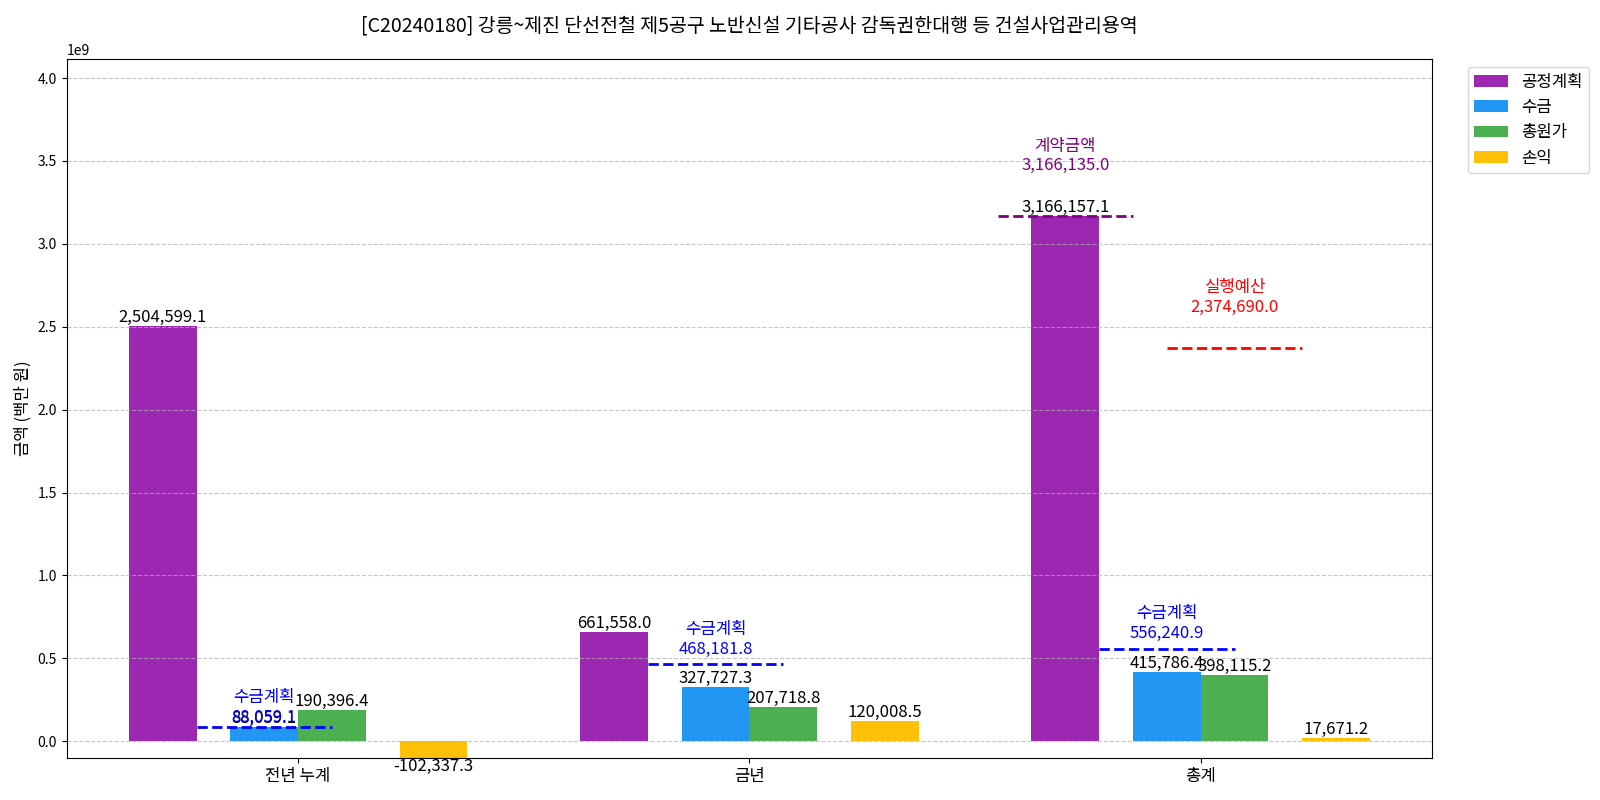 [C20240180] 강릉~제진 단선전철 제5공구 노반신설 기타공사 감독권한대행 등 건설사업관리용역
1e9
4.0
3.5
3.0
2.5
2.0
1.5
1.0
0.5
0.0
금액 (백만 원)
2,504,599.1
수금계획
88,059.1
88,059.1
190,396.4
-102,337.3
661,558.0
수금계획
468,181.8
327,727.3
207,718.8
120,008.5
계약금액
3,166,135.0
3,166,157.1
실행예산
2,374,690.0
수금계획
556,240.9
415,786.4
398,115.2
17,671.2
전년 누계
금년
총계
공정계획
수금
총원가
손익